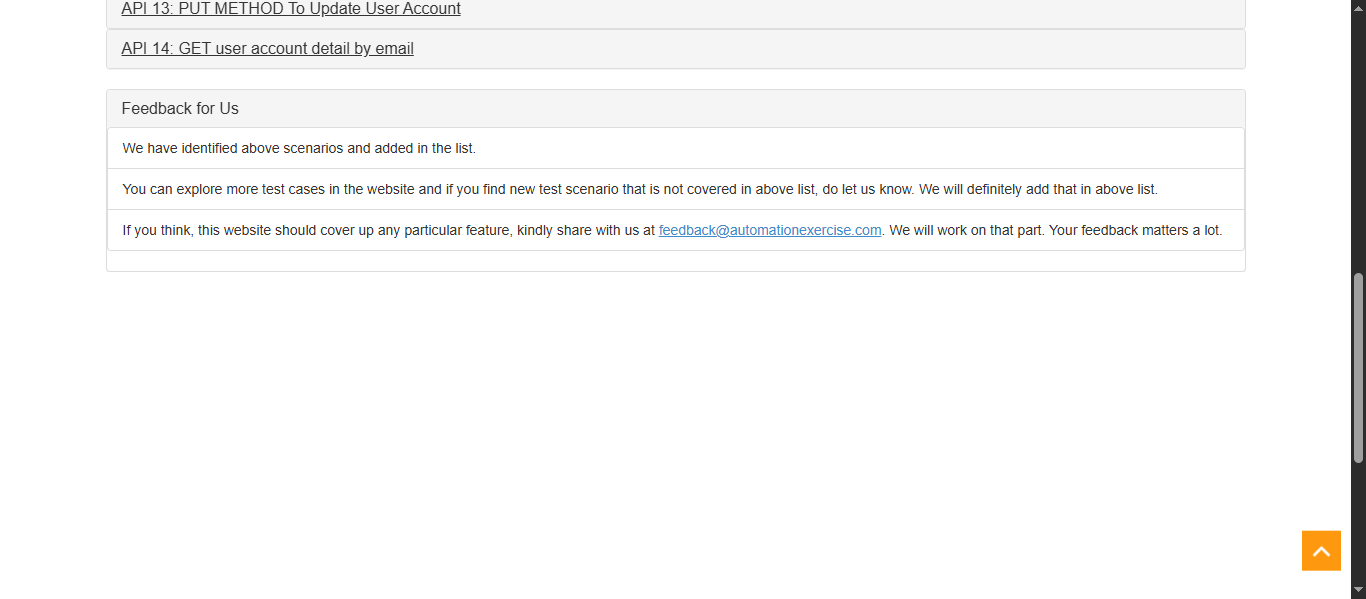 API 13: PUT METHOD To Update User Account
API 14: GET user account detail by email
Feedback for Us
We have identified above scenarios and added in the list.
You can explore more test cases in the website and if you find new test scenario that is not covered in above list, do let us know. We will definitely add that in above list.
If you think, this website should cover up any particular feature, kindly share with us at feedback@automationexercise.com. We will work on that part. Your feedback matters a lot.